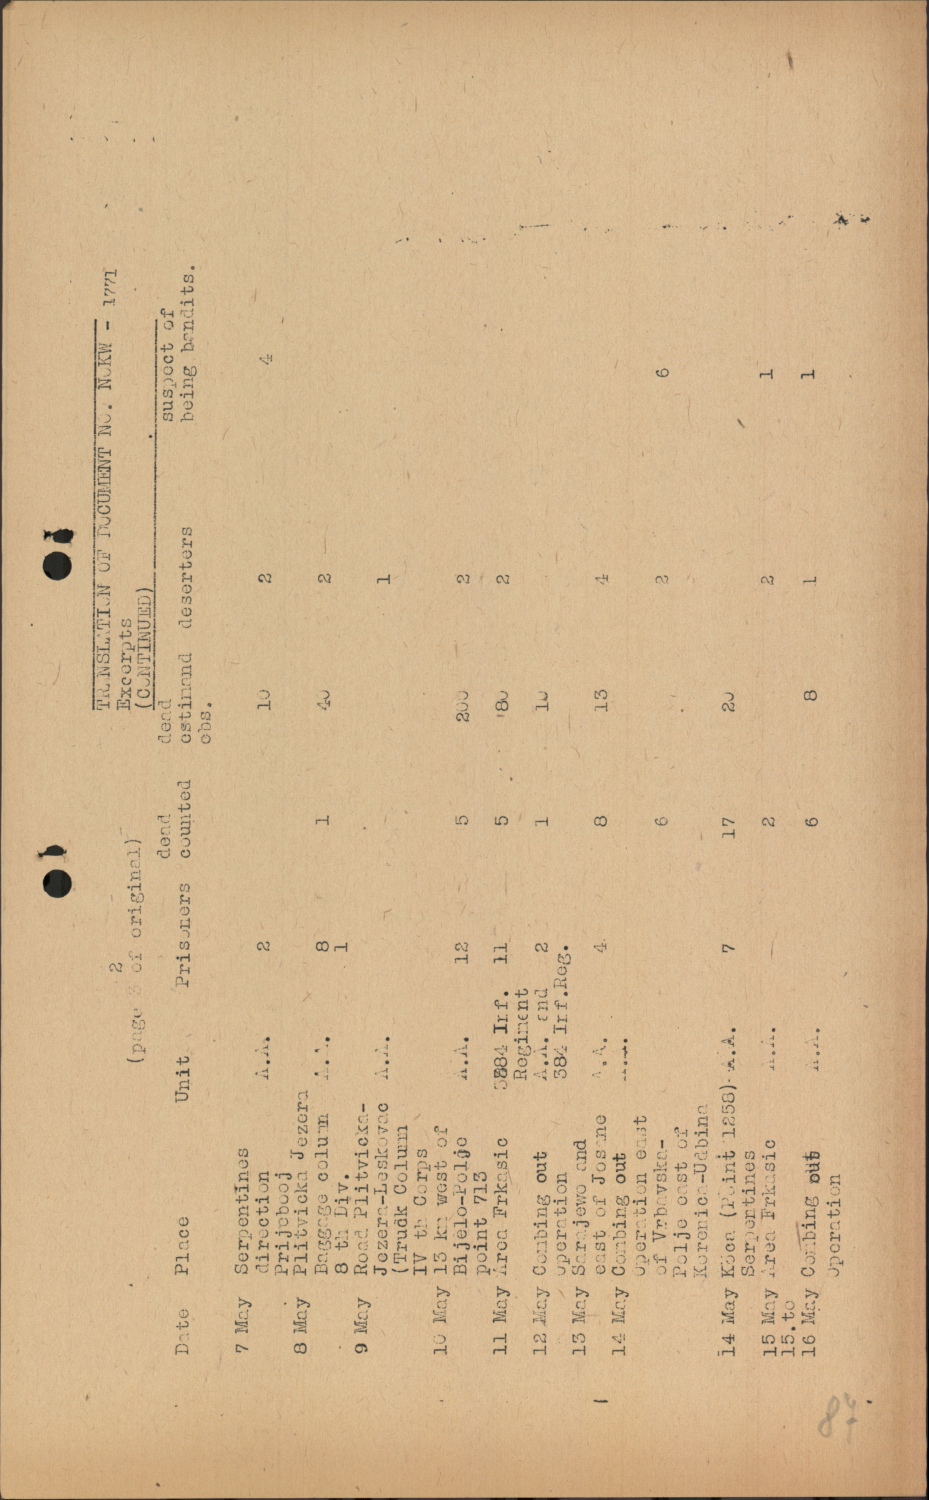 TRANSLATION OF DOCUMENT NO. NOKW - 1771
Excerpts
(CONTINUED)
2
(page 3 of original)
Date Place Unit Prisoners dead counted dead estimand obs. deserters suspect of being bandits.
7 May Serpentines A.A. 2 10 2 4
direction
Prijebooj
8 May Plitvicka Jezera
Baggage colum A.A. 8 1 40 2
8 th Div. 1
9 May Road Plitvicka-
Jezera-Leskovac A.A. 1
(Truck Column
IV th Corps
10 May 13 km west of
Bijelo-Polje A.A. 12 5 200 2
point 713
11 May Area Frkasic 384 Inf. 11 5 80 2
Regiment
12 May Combing out A.A. and 2 1 10
operation 384 Inf.Reg.
13 May Sarajewo and
east of Josane A.A. 4 8 13 4
14 May Combing out A.A.
operation east
of Vrbavska- 6 6
Polje east of
Korenica-Udbina
14 May Koca (Point 1258) A.A. 7 17 20
Serpentines
15 May Area Frkasic A.A. 2 2 1
15.to
16 May Combing out A.A. 6 8 1 1
operation
87